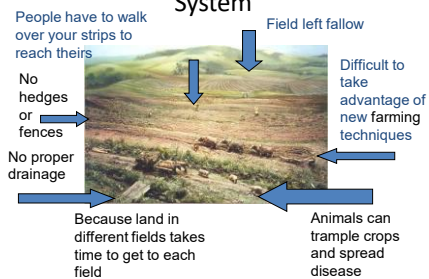 System
People have to walk
over your strips to
reach theirs
Field left fallow
No
hedges
or
fences
Difficult to
take
advantage of
new farming
techniques
No proper
drainage
Because land in
different fields takes
time to get to each
field
Animals can
trample crops
and spread
disease